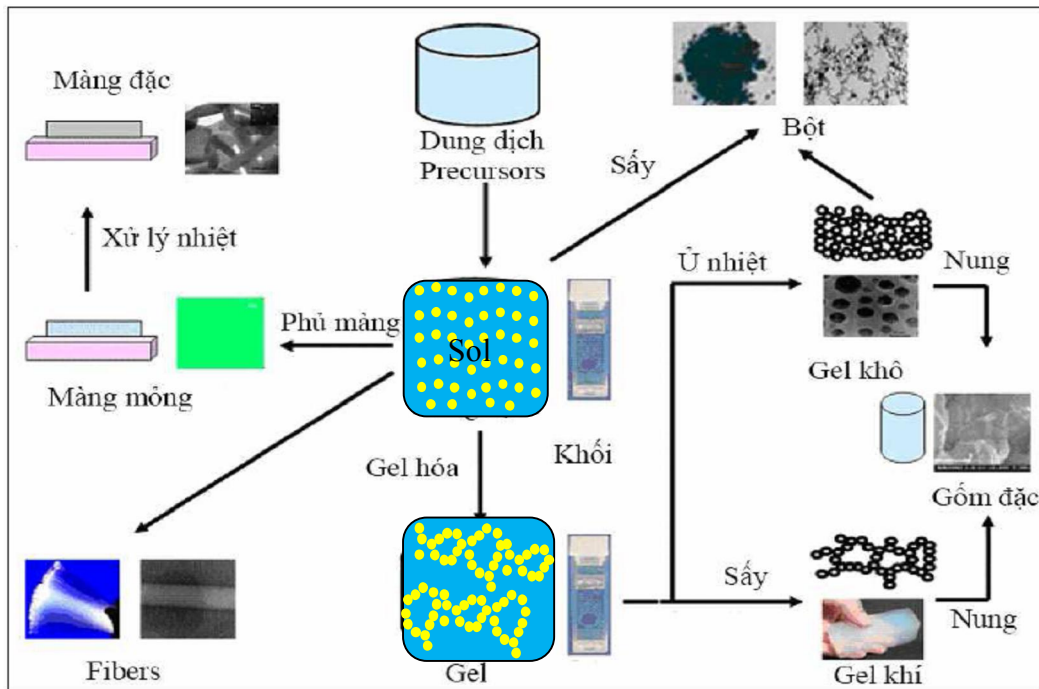 Màng đặc
Dung dịch
Precursors
Bột
Sấy
Xử lý nhiệt
Ủ nhiệt
Nung
Phủ mảng
Sol
Màng mỏng
Gel khô
Gel hóa
Khối
Gốm đặc
Sấy
Nung
Fibers
Gel
Gel khí